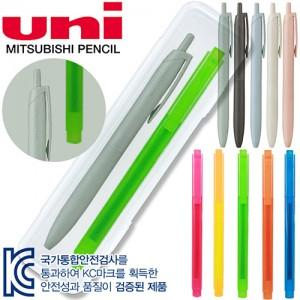 uni
MITSUBISHI PENCIL
KC
국가통합안전검사를
통과하여 KC마크를 획득한
안전성과 품질이 검증된 제품